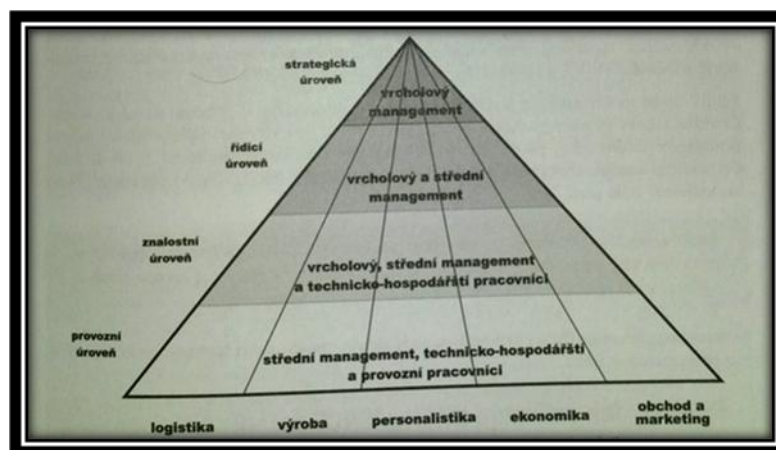 strategická
úroveň
vrcholový
management
řídicí
úroveň
vrcholový a střední
management
znalostní
úroveň
vrcholový, střední management
a technicko-hospodářští pracovníci
provozní
úroveň
střední management, technicko-hospodářští
a provozní pracovníci
logistika
výroba
personalistika
ekonomika
obchod a
marketing